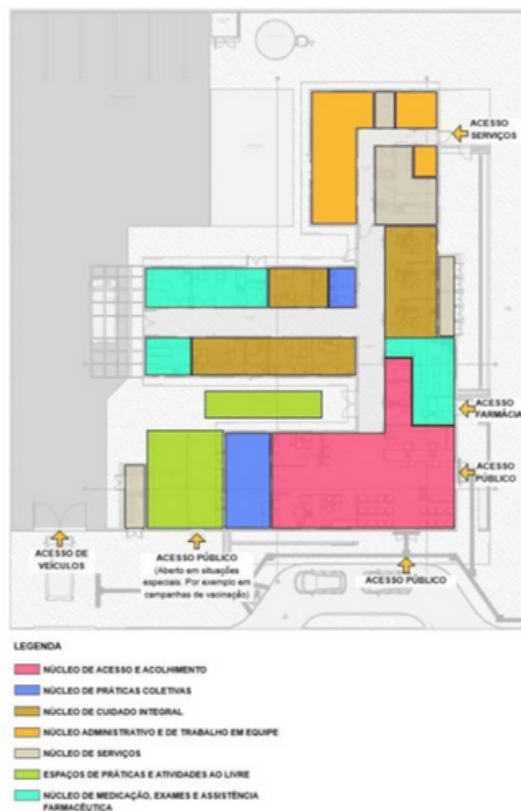 ACESSO
SERVIÇOS
ACESSO
FARMÁCIA
ACESSO
PÚBLICO
ACESSO DE
VEÍCULOS
ACESSO PÚBLICO
(Aberto em situações
especiais. Por exemplo em
campanhas de vacinação)
ACESSO PÚBLICO
LEGENDA
NÚCLEO DE ACESSO E ACOLHIMENTO
NÚCLEO DE PRÁTICAS COLETIVAS
NÚCLEO DE CUIDADO INTEGRAL
NÚCLEO ADMINISTRATIVO E DE TRABALHO EM EQUIPE
NÚCLEO DE SERVIÇOS
ESPAÇOS DE PRÁTICAS E ATIVIDADES AO LIVRE
NÚCLEO DE MEDICAÇÃO, EXAMES E ASSISTÊNCIA
FARMACÊUTICA